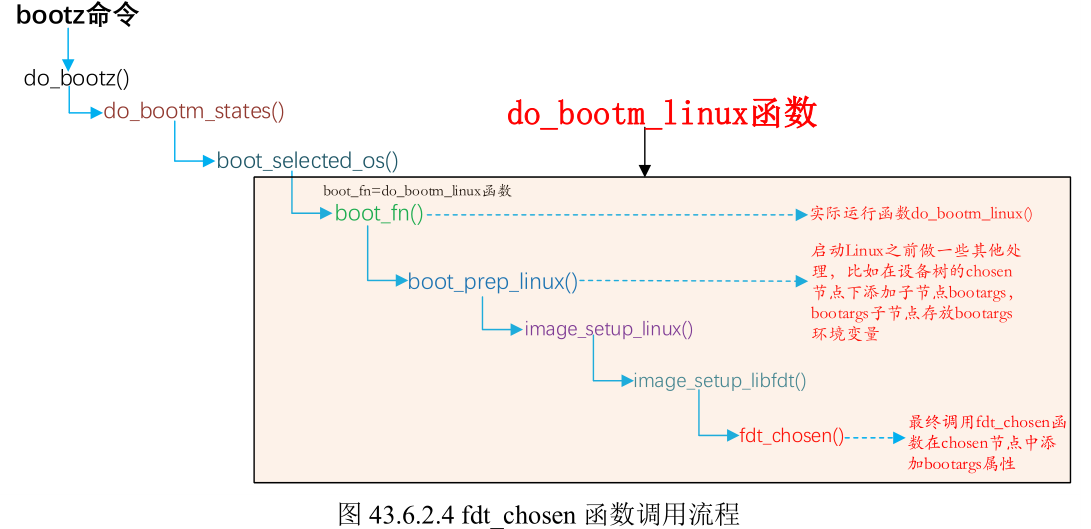 bootz命令
do_bootz()
do_bootm_states()
do_bootm_linux函数
boot_selected_os()
boot_fn=do_bootm_linux函数
boot_fn()
实际运行函数do_bootm_linux()
启动Linux之前做一些其他处
理，比如在设备树的chosen
节点下添加子节点bootargs，
bootargs子节点存放bootargs
环境变量
boot_prep_linux()
image_setup_linux()
image_setup_libfdt()
fdt_chosen()
最终调用fdt_chosen函
数在chosen节点中添
加bootargs属性
图 43.6.2.4 fdt_chosen 函数调用流程